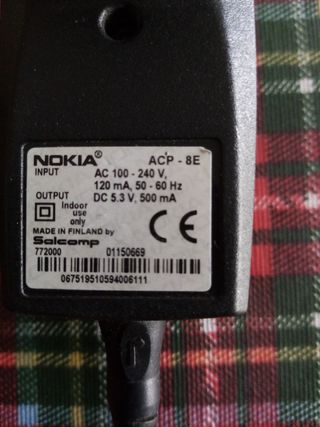 NOKIA® ACP - 8E
INPUT AC 100 - 240 V,
120 mA, 50 - 60 Hz
OUTPUT DC 5.3 V, 500 mA
Indoor
use
only
CE
MADE IN FINLAND by
Salcomp
772000 01150669
067519510594006111